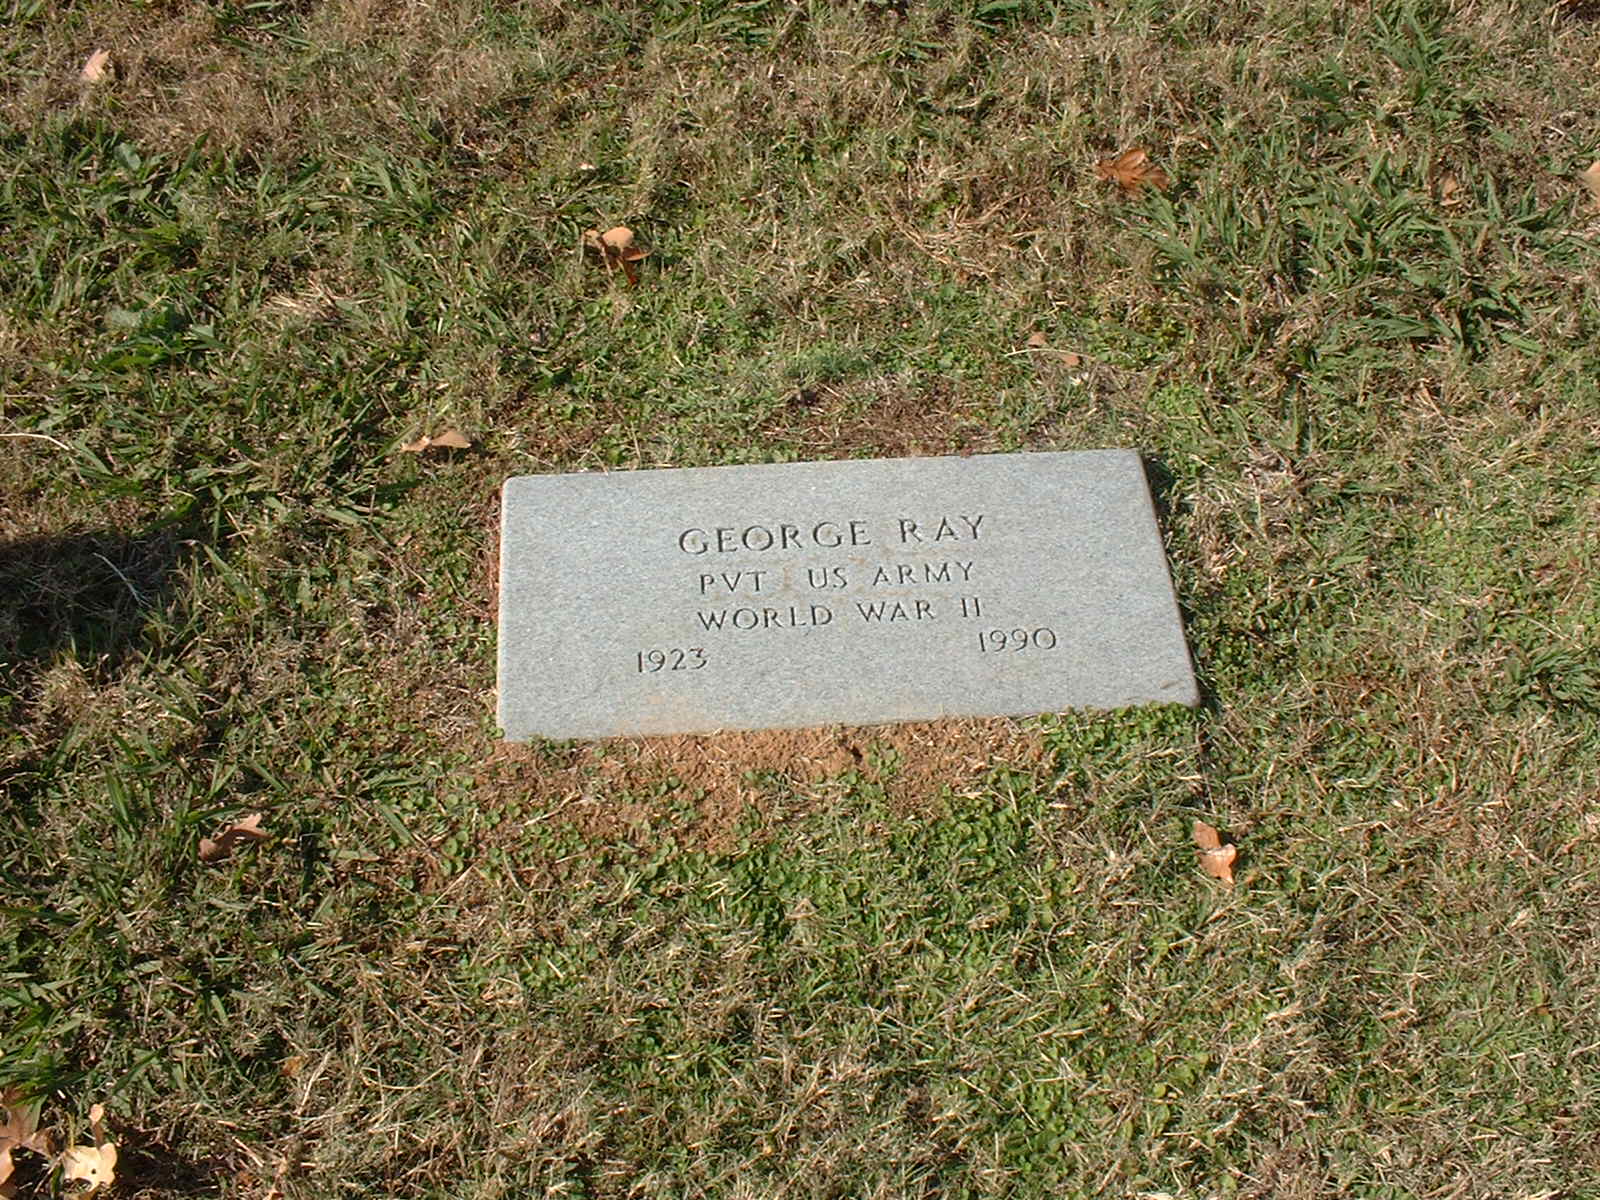 GEORGE RAY
PVT US ARMY
WORLD WAR II
1923 1990